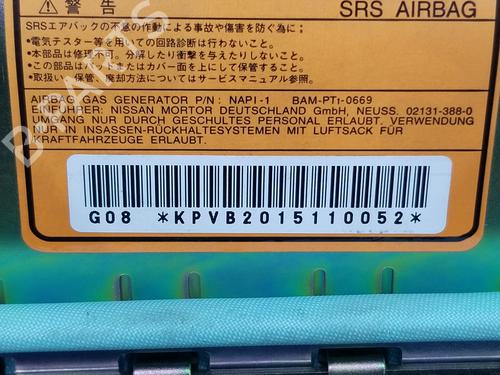 ⚠警 告 SRS AIRBAG
SRSエアバックの不意の作動による事故や傷害を防ぐ為に；
•電気テスター等を用しての回路診断は行わないこと。
•本部品は修理不可。分解したり衝撃を与えたりしないこと。
•この部品はパッドまたはカバー面を上にして保管すること。
•取扱い、保管、廃却方法についてはサービスマニュアル参照。
AIRBAG GAS GENERATOR P/N: NAPI-1 BAM-PT1-0669
EINFÜHRER: NISSAN MORTOR DEUTSCHLAND GmbH, NEUSS. 02131-388-0
UMGANG NUR DURCH GESCHULTES PERSONAL ERLAUBT. VERWENDUNG
NUR IN INSASSEN-RÜCKHALTESYSTEMEN MIT LUFTSACK FÜR
KRAFTFAHRZEUGE ERLAUBT.
G08 *KPVB2015110052*
B-PARTS